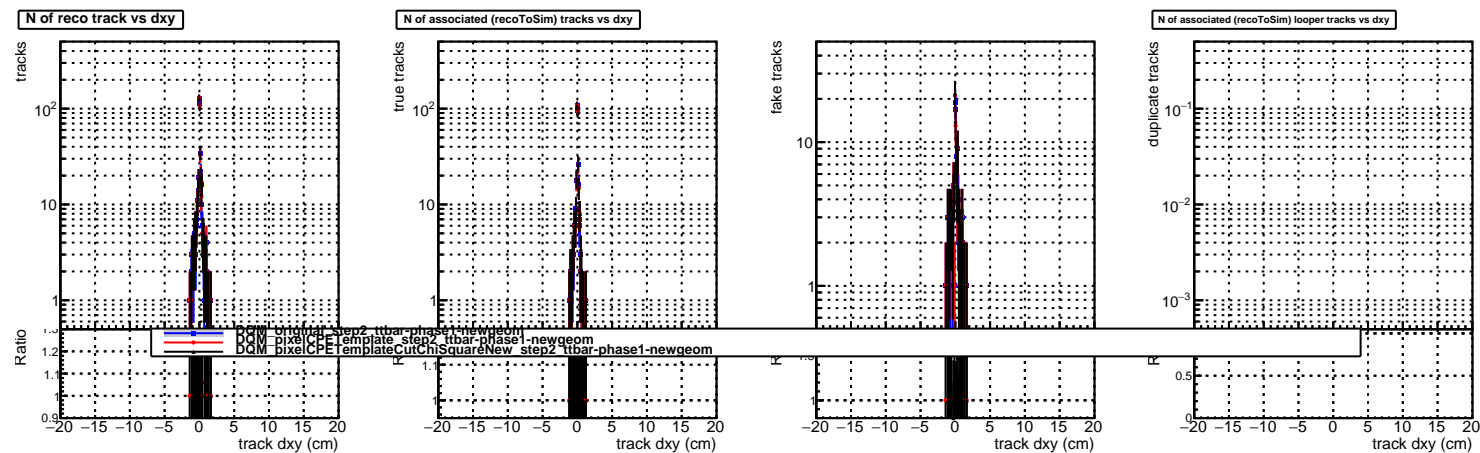 N of reco track vs dxy
N of associated (recoToSim) tracks vs dxy
N of associated (recoToSim) looper tracks vs dxy
tracks
10²
10
1
Ratio
1.3
1.2
1.1
1
0.9
−20 −15 −10 −5 0 5 10 15 20
track dxy (cm)
true tracks
10²
10
1
1.1
1
−20 −15 −10 −5 0 5 10 15 20
track dxy (cm)
fake tracks
10
1
1
−20 −15 −10 −5 0 5 10 15 20
track dxy (cm)
duplicate tracks
10⁻¹
10⁻²
10⁻³
Ratio
0.5
0
−20 −15 −10 −5 0 5 10 15 20
track dxy (cm)
DQM_original_step2_ttbar-phase1-newgeom
DQM_pixelCPETemplate_step2_ttbar-phase1-newgeom
DQM_pixelCPETemplateCutChiSquareNew_step2_ttbar-phase1-newgeom